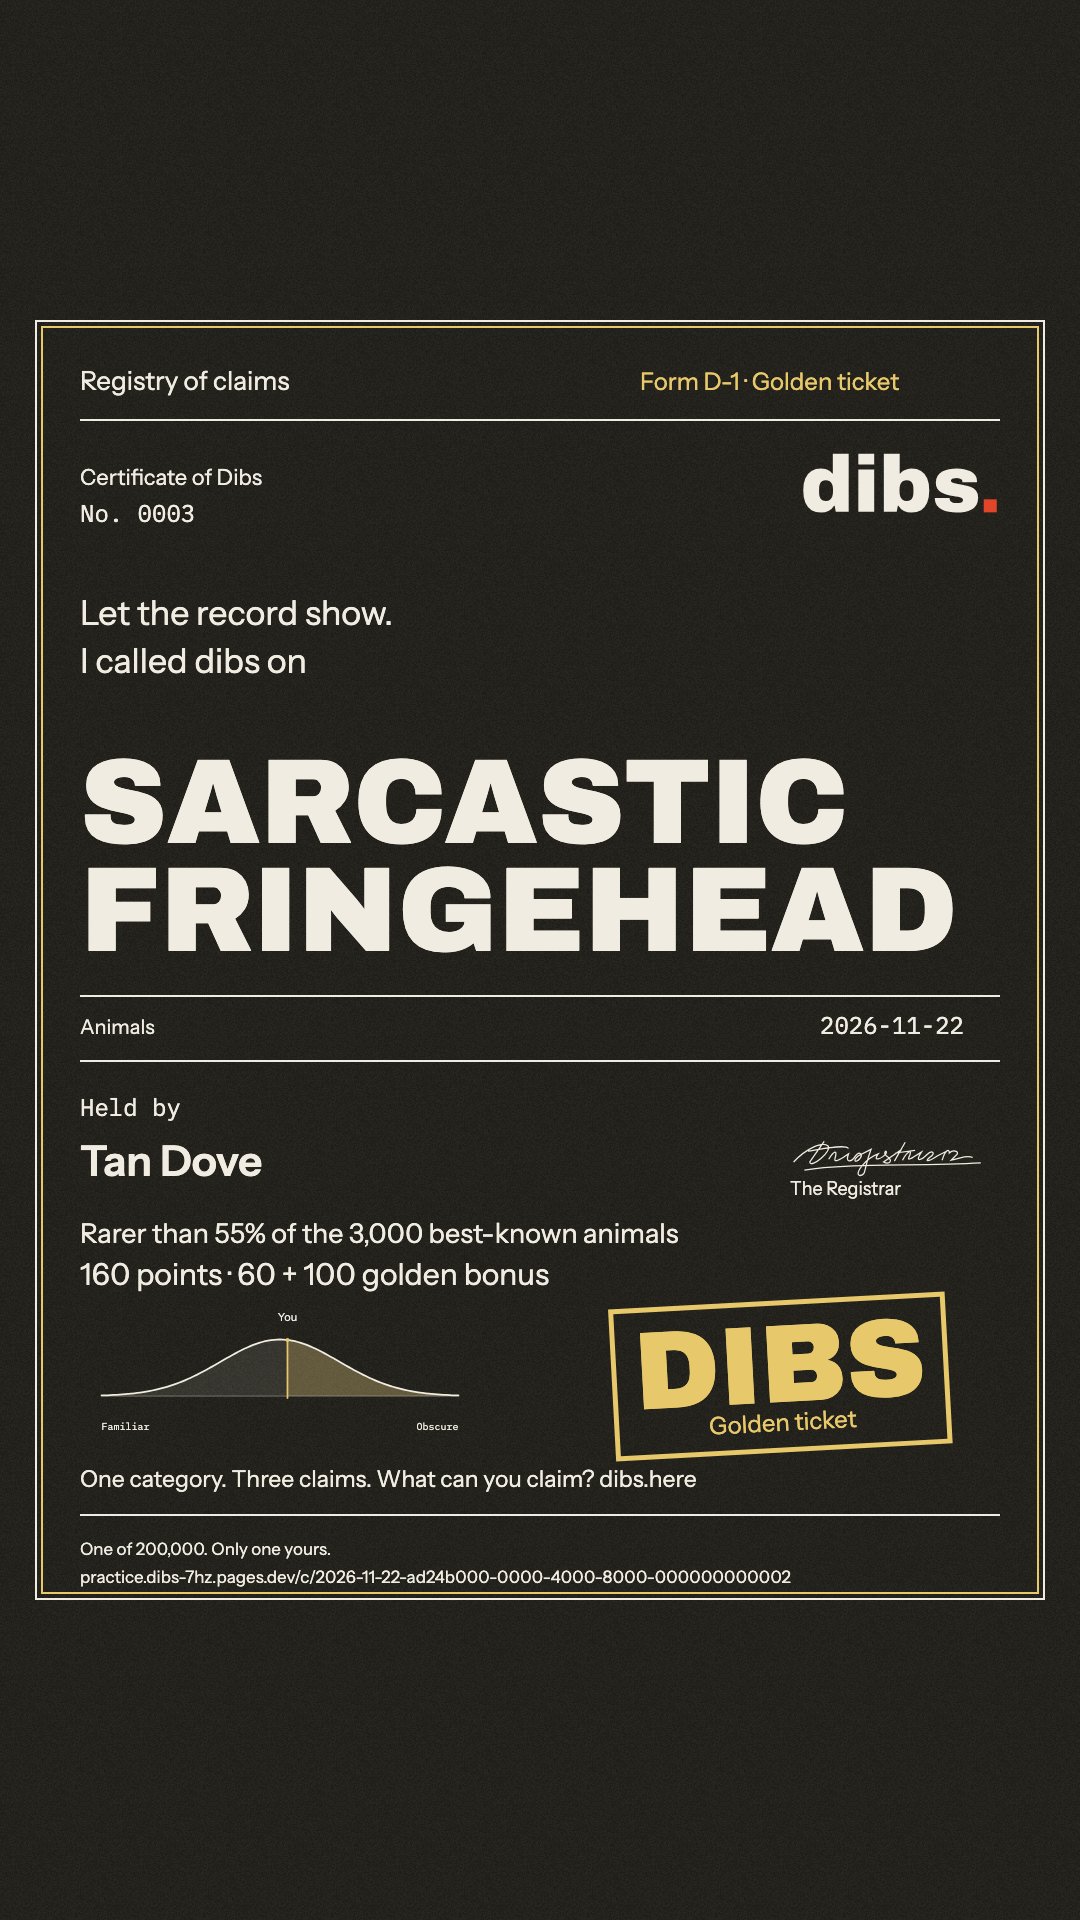 Registry of claims
Form D-1 · Golden ticket
Certificate of Dibs
No. 0003
dibs.
Let the record show.
I called dibs on
SARCASTIC
FRINGEHEAD
Animals
2026-11-22
Held by
Tan Dove
The Registrar
Rarer than 55% of the 3,000 best-known animals
160 points · 60 + 100 golden bonus
You
Familiar
Obscure
DIBS
Golden ticket
One category. Three claims. What can you claim? dibs.here
One of 200,000. Only one yours.
practice.dibs-7hz.pages.dev/c/2026-11-22-ad24b000-0000-4000-8000-000000000002